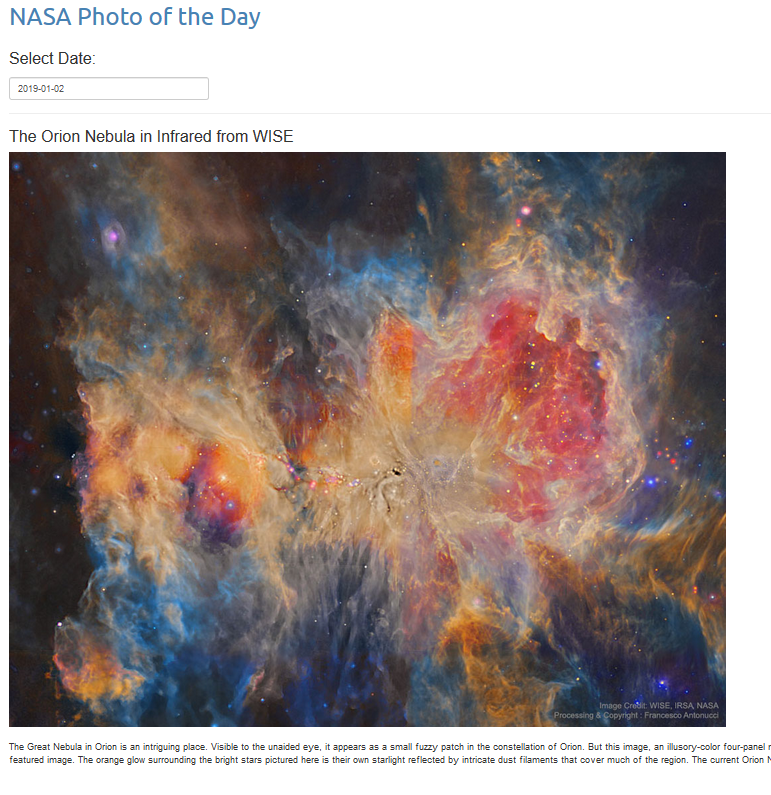 NASA Photo of the Day
Select Date:
2019-01-02
The Orion Nebula in Infrared from WISE
Image Credit: WISE, IRSA, NASA
Processing & Copyright : Francesco Antonucci
The Great Nebula in Orion is an intriguing place. Visible to the unaided eye, it appears as a small fuzzy patch in the constellation of Orion. But this image, an illusory-color four-panel
featured image. The orange glow surrounding the bright stars pictured here is their own starlight reflected by intricate dust filaments that cover much of the region. The current Orion